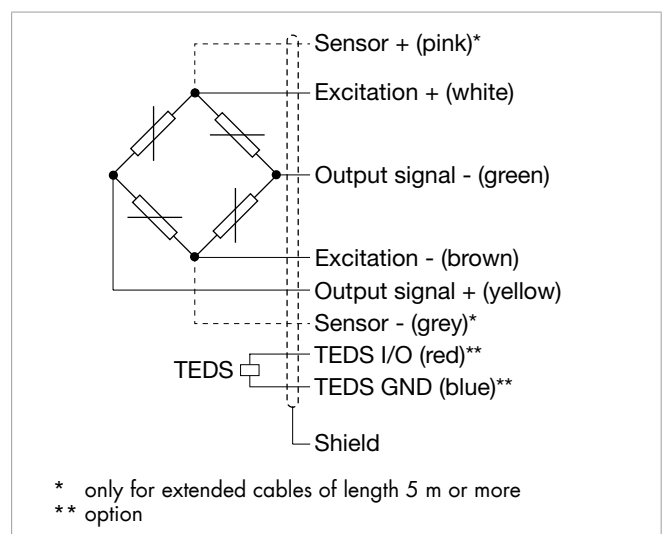 Sensor + (pink)*
Excitation + (white)
Output signal - (green)
Excitation - (brown)
Output signal + (yellow)
Sensor - (grey)*
TEDS I/O (red)**
TEDS
TEDS GND (blue)**
Shield
* only for extended cables of length 5 m or more
** option